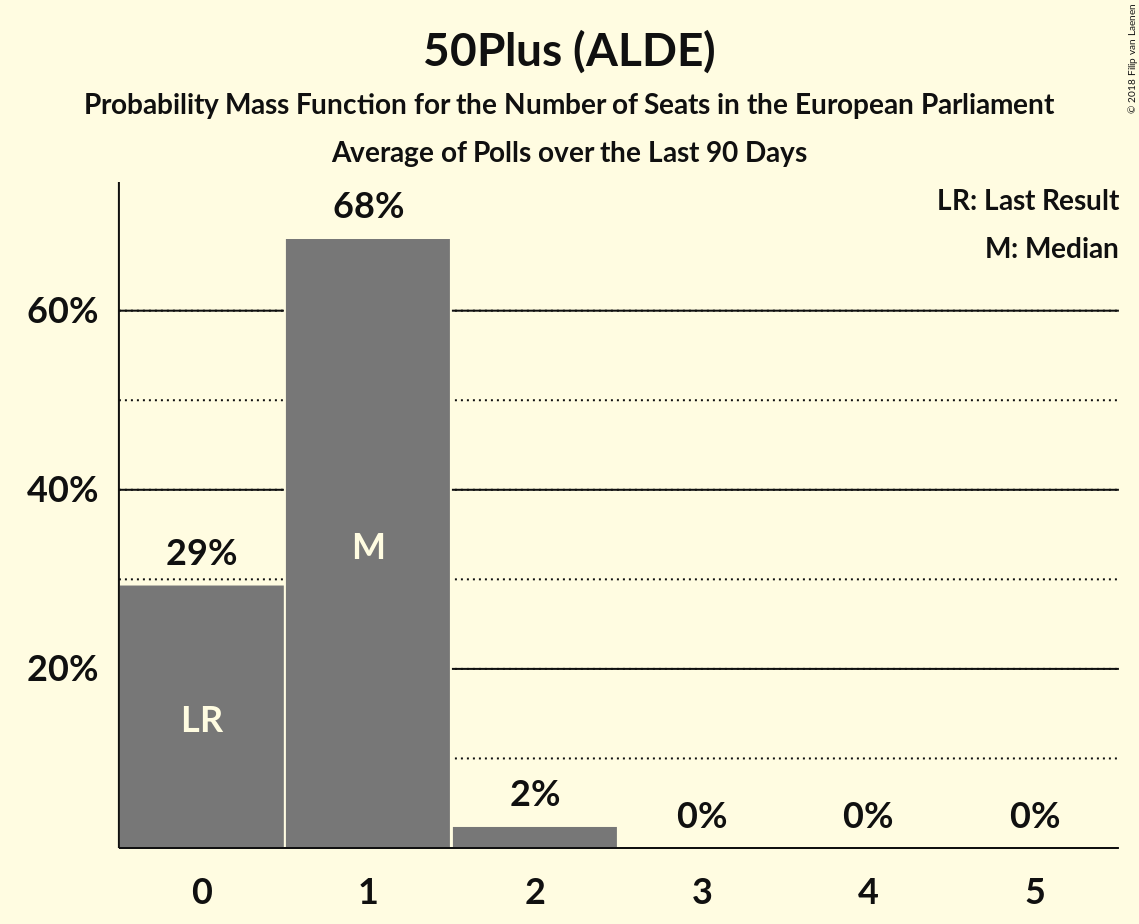 50Plus (ALDE)
Probability Mass Function for the Number of Seats in the European Parliament
Average of Polls over the Last 90 Days
© 2018 Filip van Laenen
LR: Last Result
M: Median
68%
60%
40%
29%
M
20%
LR
2%
0%
0%
0%
0
1
2
3
4
5